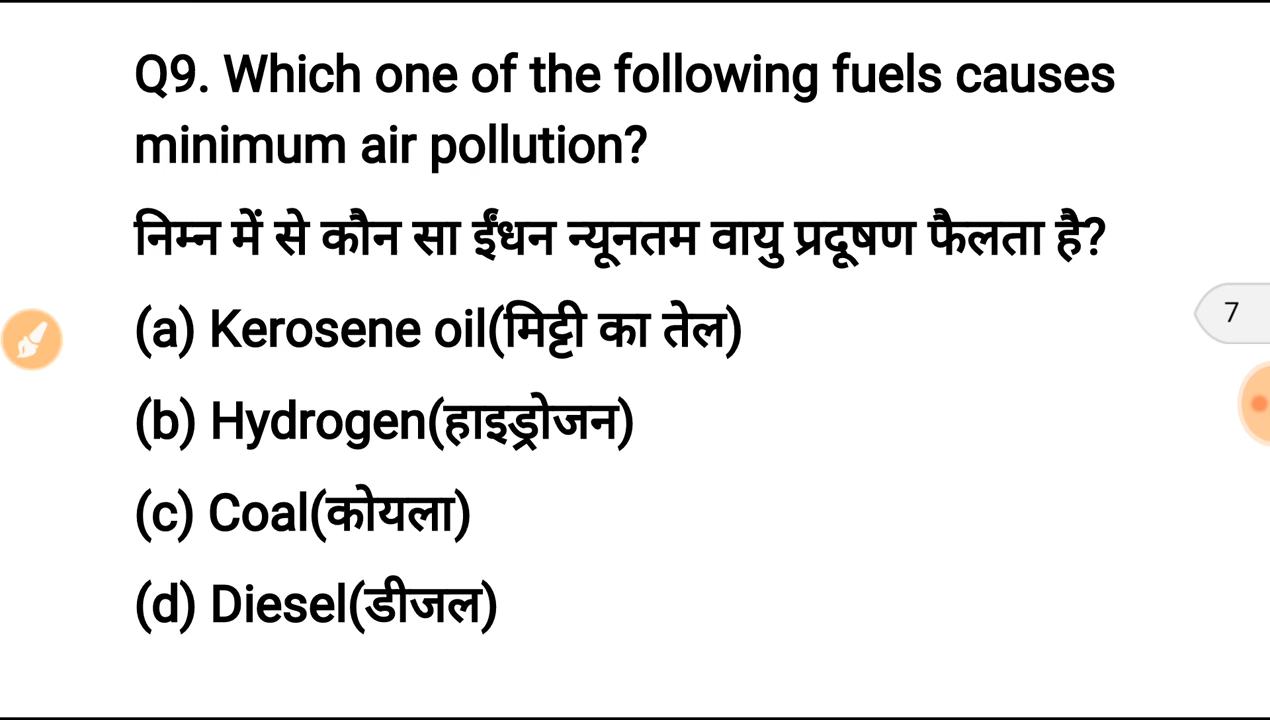 Q9. Which one of the following fuels causes
minimum air pollution?
निम्न में से कौन सा ईंधन न्यूनतम वायु प्रदूषण फैलता है?
(a) Kerosene oil(मिट्टी का तेल)
7
(b) Hydrogen(हाइड्रोजन)
(c) Coal(कोयला)
(d) Diesel(डीजल)